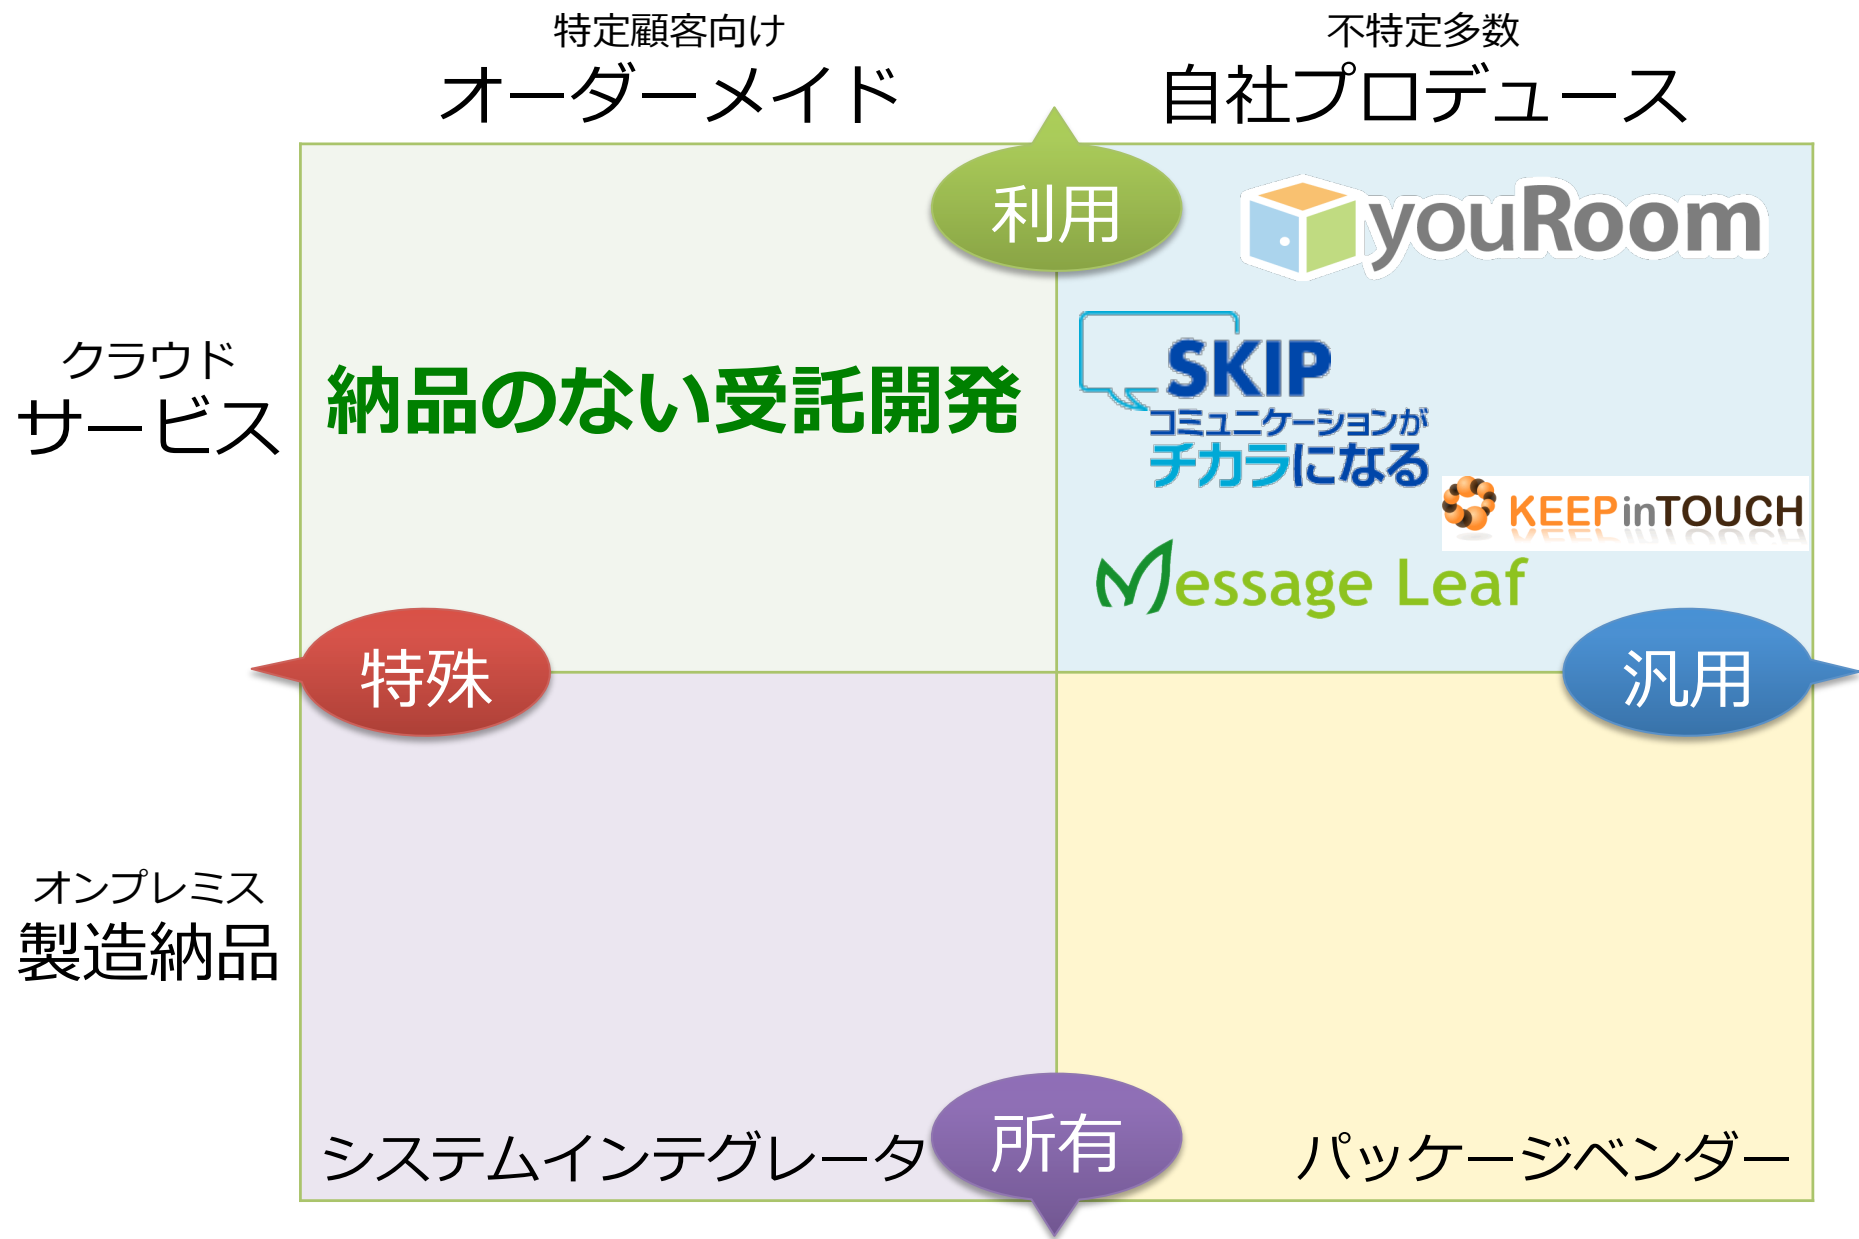 特定顧客向け
オーダーメイド
不特定多数
自社プロデュース
利用
youRoom
クラウド
サービス
納品のない受託開発
SKIP
コミュニケーションが
チカラになる
KEEPinTOUCH
Message Leaf
特殊
汎用
オンプレミス
製造納品
システムインテグレータ
所有
パッケージベンダー